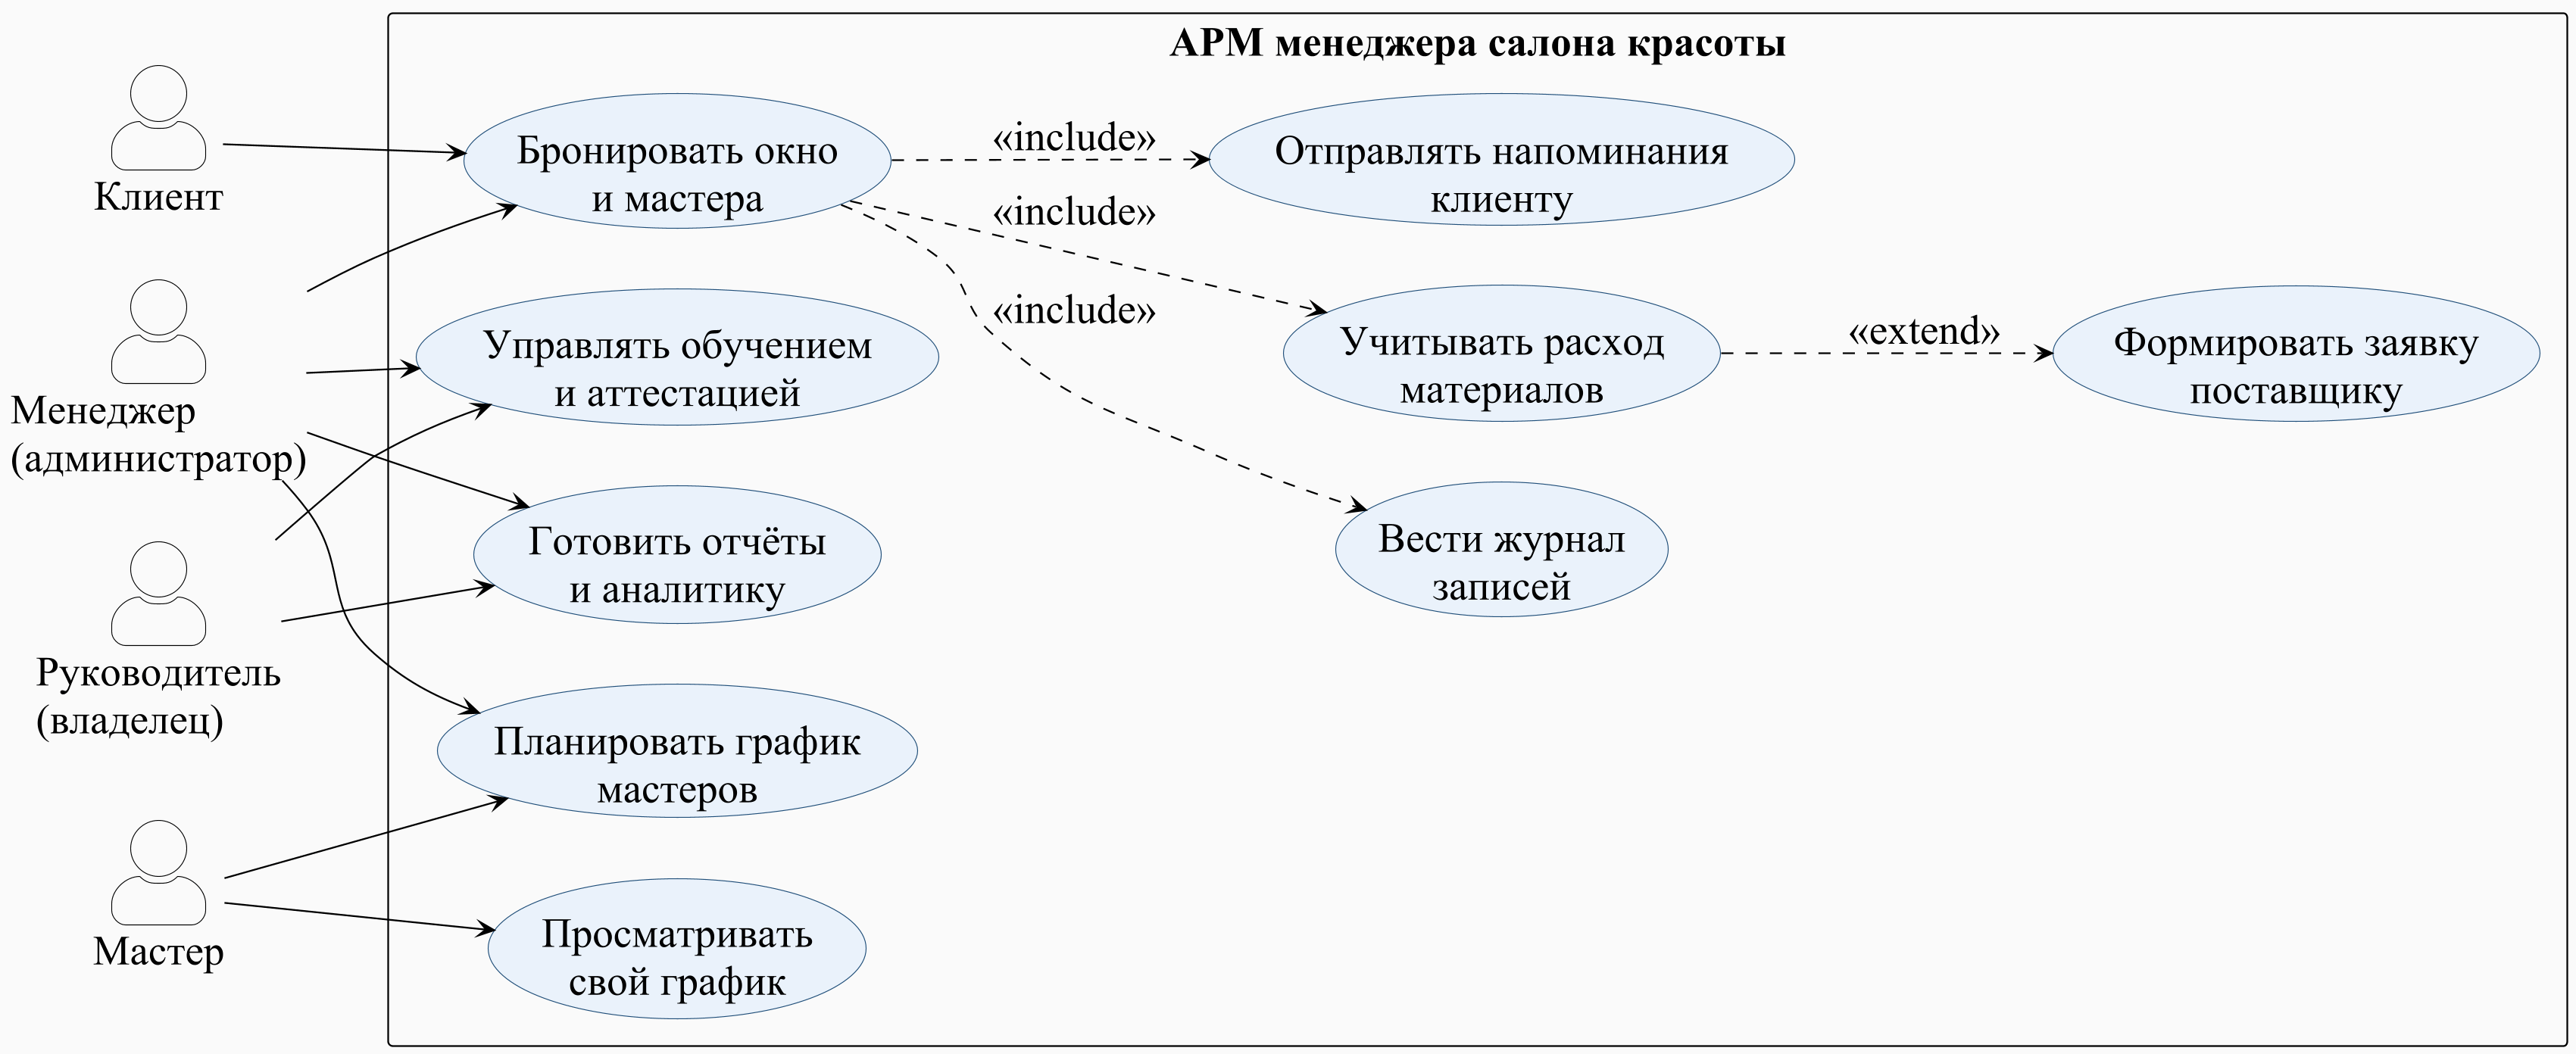 АРМ менеджера салона красоты
Клиент
Менеджер
(администратор)
Руководитель
(владелец)
Мастер
Бронировать окно
и мастера
Управлять обучением
и аттестацией
Готовить отчёты
и аналитику
Планировать график
мастеров
Просматривать
свой график
«include»
«include»
«include»
Отправлять напоминания
клиенту
Учитывать расход
материалов
Вести журнал
записей
«extend»
Формировать заявку
поставщику